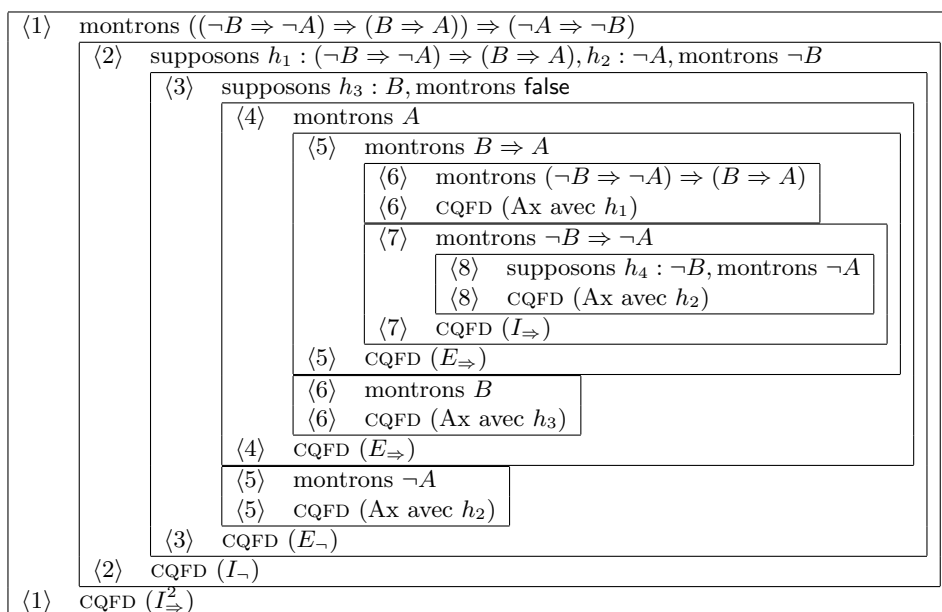 ⟨1⟩ montrons ((¬B ⇒ ¬A) ⇒ (B ⇒ A)) ⇒ (¬A ⇒ ¬B)
⟨2⟩ supposons h₁ : (¬B ⇒ ¬A) ⇒ (B ⇒ A), h₂ : ¬A, montrons ¬B
⟨3⟩ supposons h₃ : B, montrons false
⟨4⟩ montrons A
⟨5⟩ montrons B ⇒ A
⟨6⟩ montrons (¬B ⇒ ¬A) ⇒ (B ⇒ A)
⟨6⟩ CQFD (Ax avec h₁)
⟨7⟩ montrons ¬B ⇒ ¬A
⟨8⟩ supposons h₄ : ¬B, montrons ¬A
⟨8⟩ CQFD (Ax avec h₂)
⟨7⟩ CQFD (I⇒)
⟨5⟩ CQFD (E⇒)
⟨6⟩ montrons B
⟨6⟩ CQFD (Ax avec h₃)
⟨4⟩ CQFD (E⇒)
⟨5⟩ montrons ¬A
⟨5⟩ CQFD (Ax avec h₂)
⟨3⟩ CQFD (E¬)
⟨2⟩ CQFD (I¬)
⟨1⟩ CQFD (I²⇒)